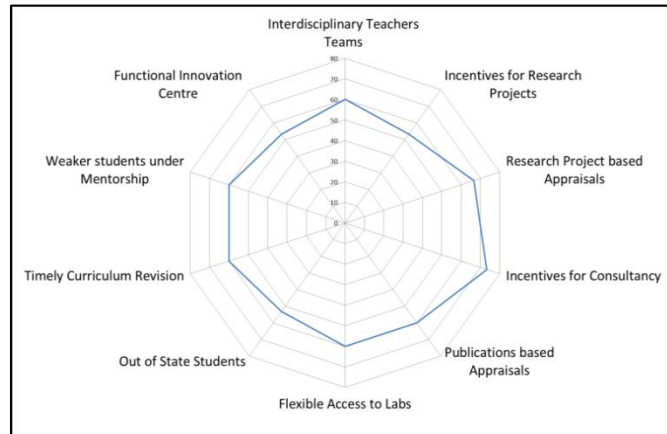 Interdisciplinary Teachers
Teams
80
70
60
50
40
30
20
10
0
Incentives for Research
Projects
Research Project based
Appraisals
Incentives for Consultancy
Publications based
Appraisals
Flexible Access to Labs
Out of State Students
Timely Curriculum Revision
Weaker students under
Mentorship
Functional Innovation
Centre